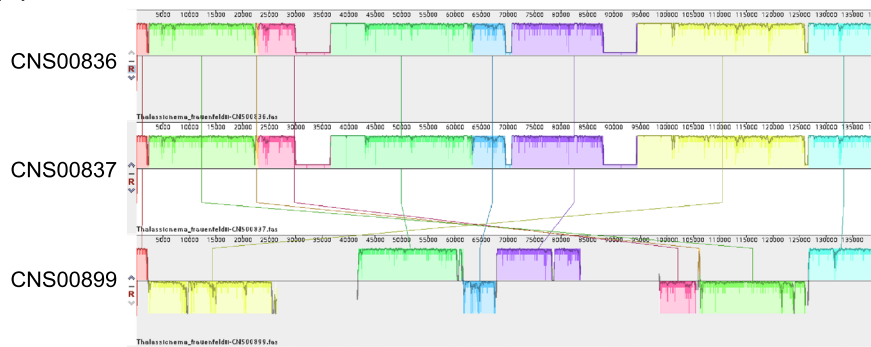 5000 10000 15000 20000 25000 30000 35000 40000 45000 50000 55000 60000 65000 70000 75000 80000 85000 90000 95000 100000 105000 110000 115000 120000 125000 130000 135000
CNS00836
R
Thalassionema_frauenfeldii-CNS00836.fas
5000 10000 15000 20000 25000 30000 35000 40000 45000 50000 55000 60000 65000 70000 75000 80000 85000 90000 95000 100000 105000 110000 115000 120000 125000 130000 135000
CNS00837
R
Thalassionema_frauenfeldii-CNS00837.fas
5000 10000 15000 20000 25000 30000 35000 40000 45000 50000 55000 60000 65000 70000 75000 80000 85000 90000 95000 100000 105000 110000 115000 120000 125000 130000 135000
CNS00899
R
Thalassionema_frauenfeldii-CNS00899.fas